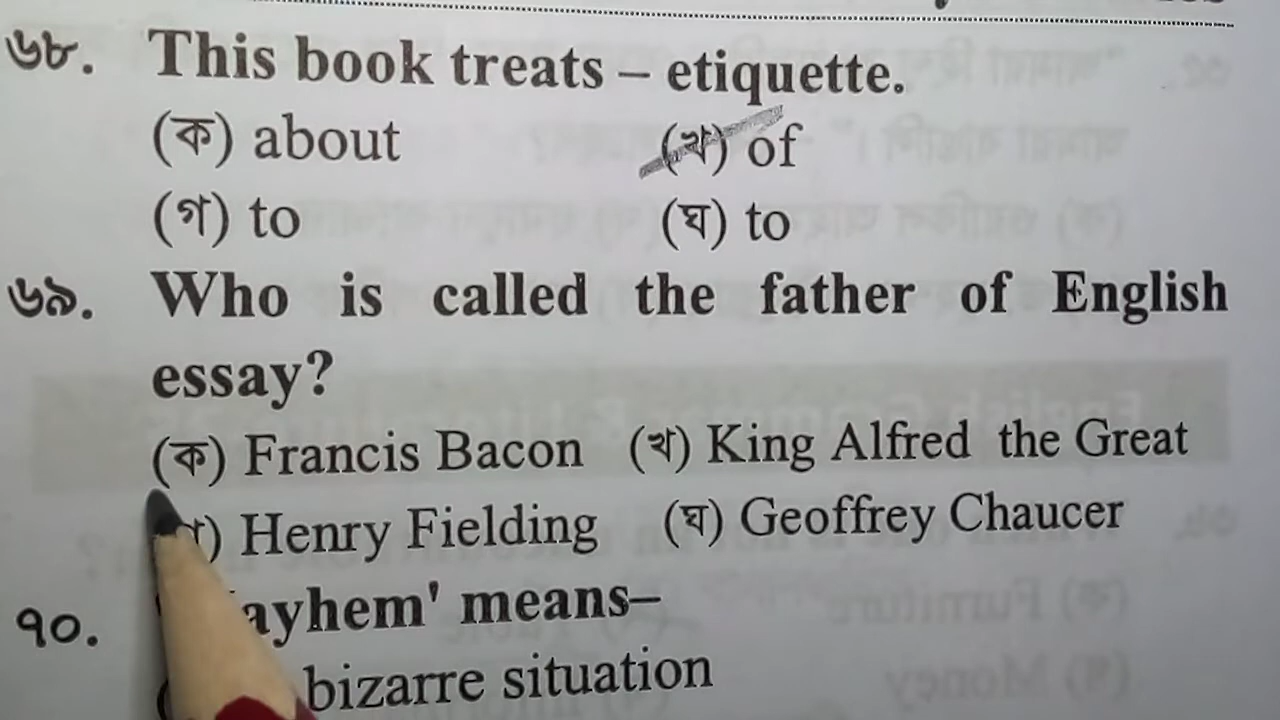 ৬৮. This book treats – etiquette.
(ক) about (খ) of
(গ) to (ঘ) to
৬৯. Who is called the father of English
essay?
(ক) Francis Bacon (খ) King Alfred the Great
Henry Fielding (ঘ) Geoffrey Chaucer
৭০. ayhem' means–
bizarre situation